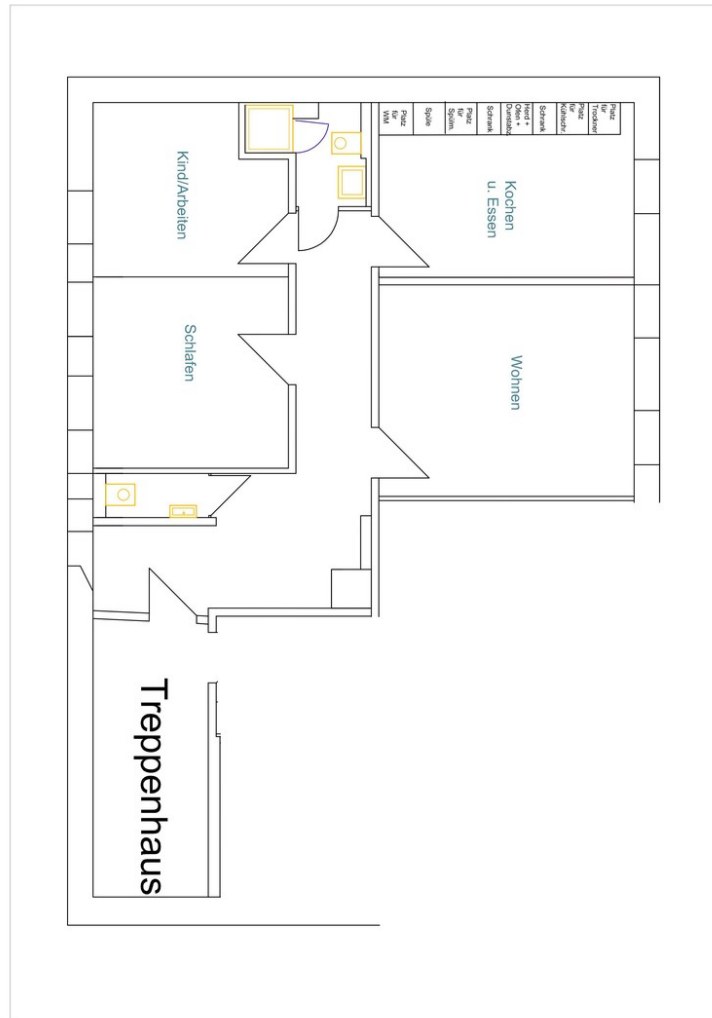 Platz
für
WM
Spüle
Platz
für
Spülm.
Schrank
Herd +
Ofen +
Dunstabz.
Schrank
Platz
für
Kühlschr.
Platz
für
Trockner
Kind/Arbeiten
Kochen
u. Essen
Schlafen
Wohnen
Treppenhaus